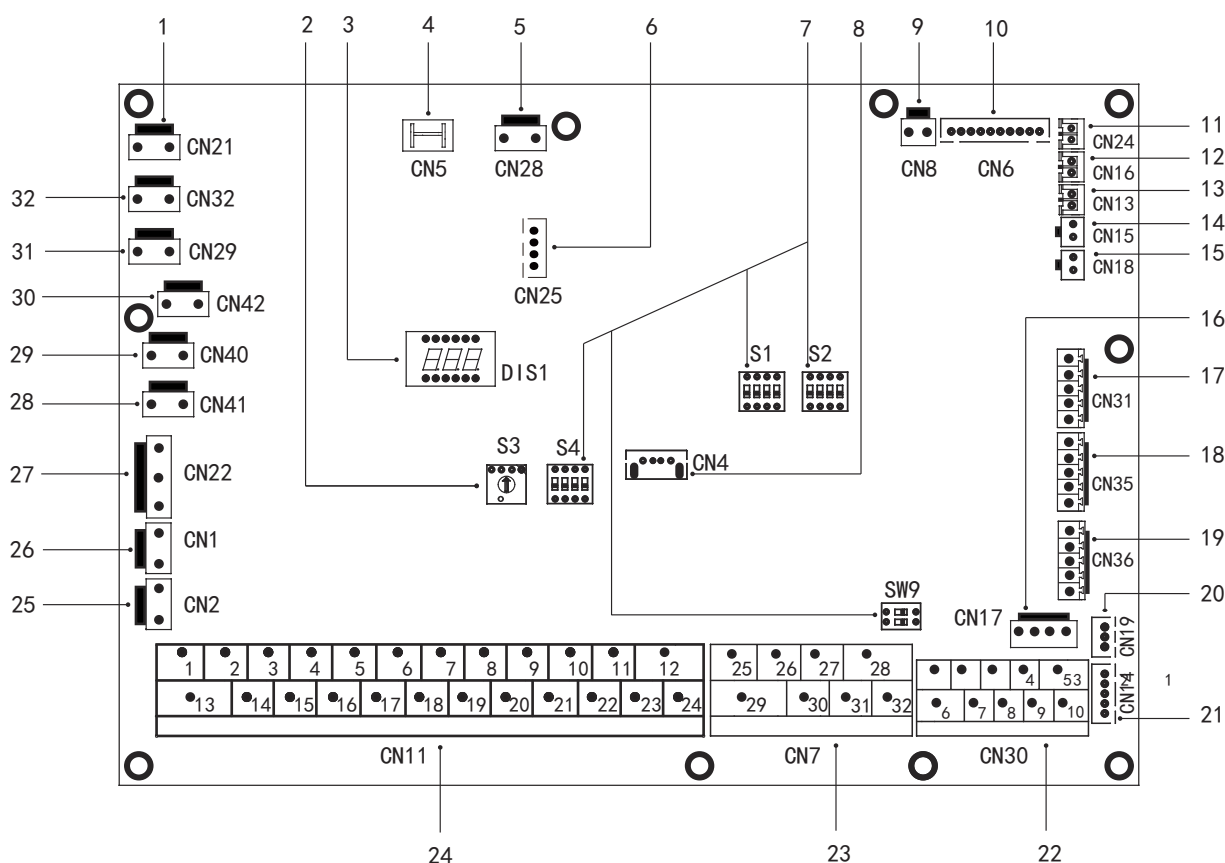 1 2 3 4 5 6 7 8 9 10
CN21 CN5 CN28 CN8 CN6 CN24 11
CN16 12
32 CN32 CN13 13
31 CN29 CN25 CN15 14
CN18 15
30 CN42
16
29 CN40 DIS1 S1 S2
28 CN41 CN31 17
27 CN22 S3 S4 CN4 CN35 18
26 CN1 CN36 19
25 CN2 SW9 CN17 CN19 20
1 2 3 4 5 6 7 8 9 10 11 12 25 26 27 28 4 53 CN14 1
13 14 15 16 17 18 19 20 21 22 23 24 29 30 31 32 6 7 8 9 10 21
CN11 CN7 CN30
24 23 22